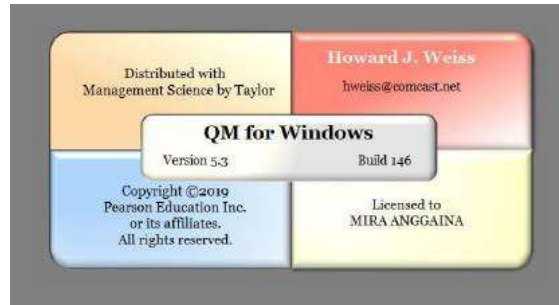 Distributed with
Management Science by Taylor
Howard J. Weiss
hweiss@comcast.net
QM for Windows
Version 5.3
Build 146
Copyright ©2019
Pearson Education Inc.
or its affiliates.
All rights reserved.
Licensed to
MIRA ANGGAINA